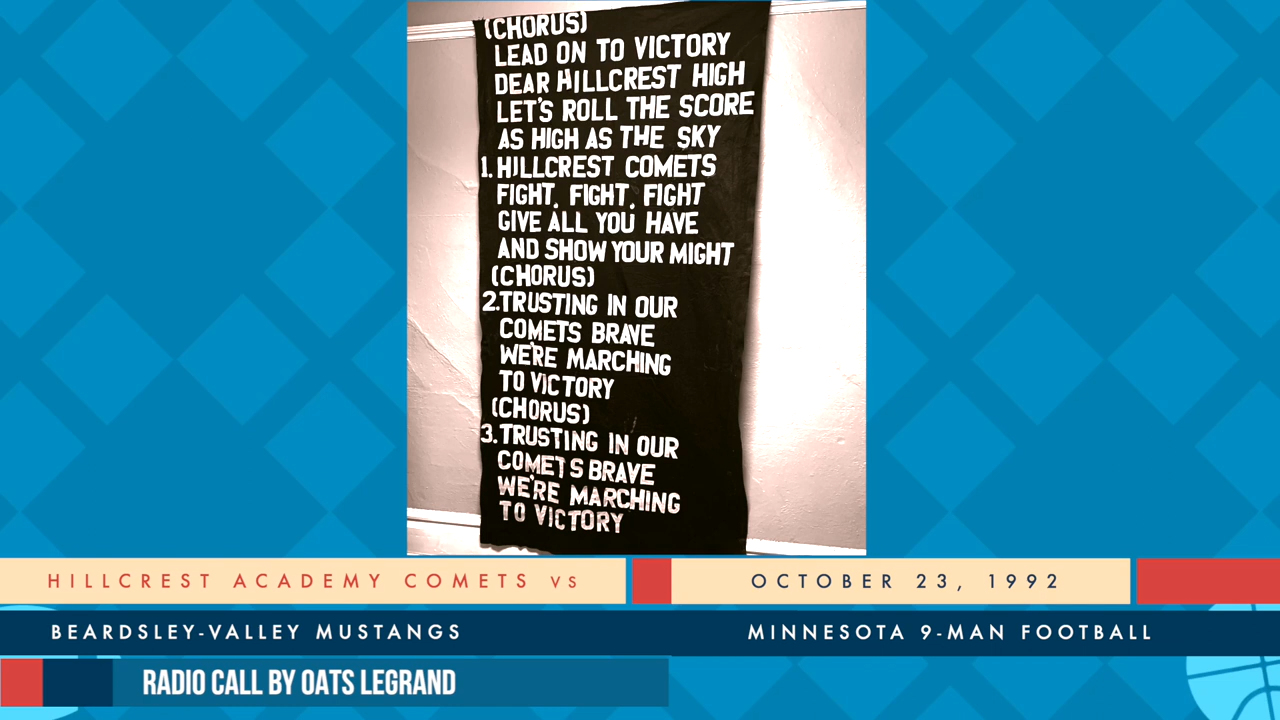 (CHORUS)
LEAD ON TO VICTORY
DEAR HILLCREST HIGH
LET'S ROLL THE SCORE
AS HIGH AS THE SKY
1. HILLCREST COMETS
FIGHT, FIGHT, FIGHT
GIVE ALL YOU HAVE
AND SHOW YOUR MIGHT
(CHORUS)
2. TRUSTING IN OUR
COMETS BRAVE
WE'RE MARCHING
TO VICTORY
(CHORUS)
3. TRUSTING IN OUR
COMETS BRAVE
WE'RE MARCHING
TO VICTORY
HILLCREST ACADEMY COMETS VS
OCTOBER 23, 1992
BEARDSLEY-VALLEY MUSTANGS
MINNESOTA 9-MAN FOOTBALL
RADIO CALL BY OATS LEGRAND